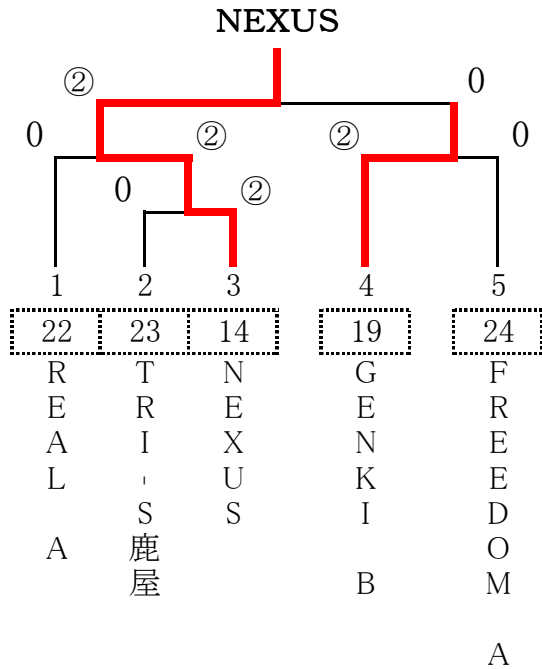 NEXUS
② 0
0 ② ② 0
0 ②
1 2 3 4 5
22 23 14 19 24
REAL A
TRI-S鹿屋
NEXUS
GENKI B
FREEDOM A